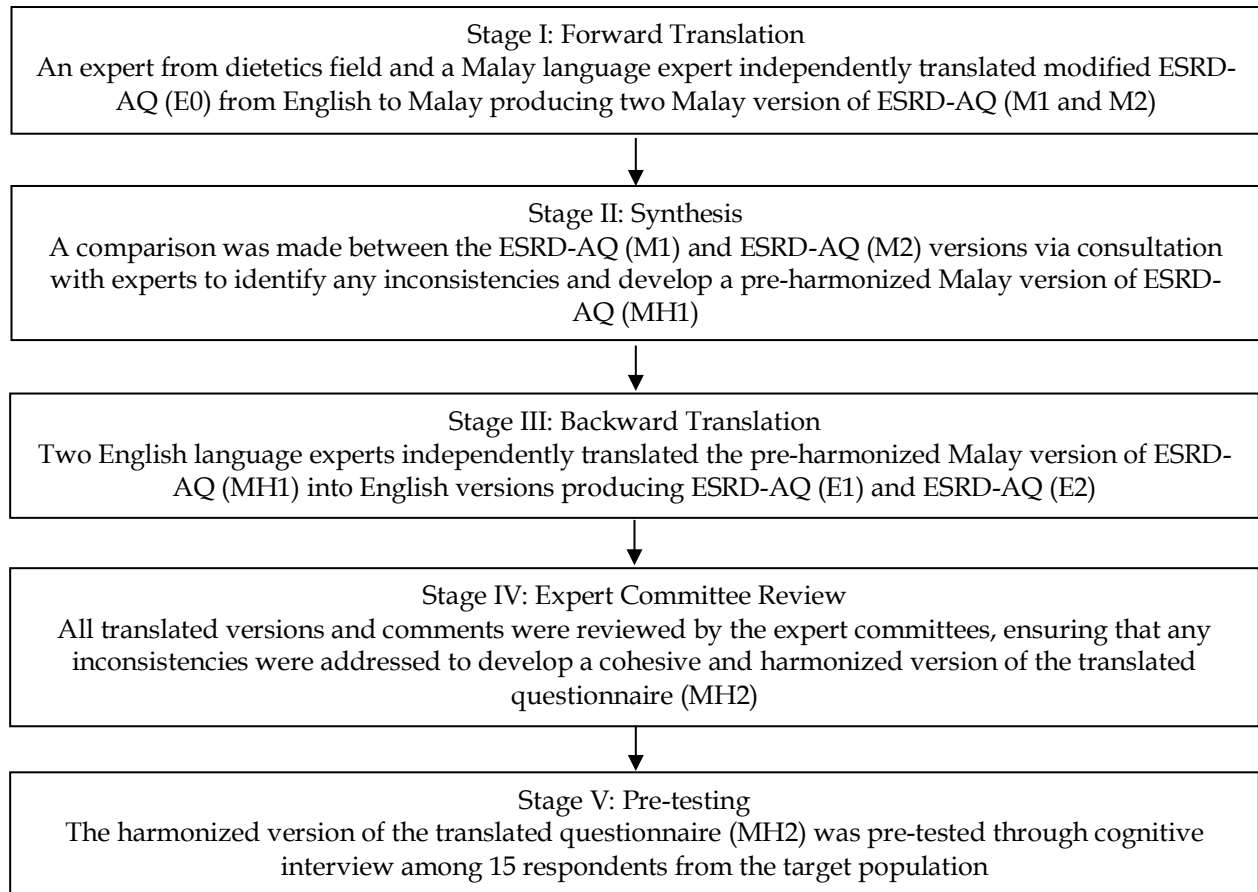 Stage I: Forward Translation
An expert from dietetics field and a Malay language expert independently translated modified ESRD-
AQ (E0) from English to Malay producing two Malay version of ESRD-AQ (M1 and M2)
Stage II: Synthesis
A comparison was made between the ESRD-AQ (M1) and ESRD-AQ (M2) versions via consultation
with experts to identify any inconsistencies and develop a pre-harmonized Malay version of ESRD-
AQ (MH1)
Stage III: Backward Translation
Two English language experts independently translated the pre-harmonized Malay version of ESRD-
AQ (MH1) into English versions producing ESRD-AQ (E1) and ESRD-AQ (E2)
Stage IV: Expert Committee Review
All translated versions and comments were reviewed by the expert committees, ensuring that any
inconsistencies were addressed to develop a cohesive and harmonized version of the translated
questionnaire (MH2)
Stage V: Pre-testing
The harmonized version of the translated questionnaire (MH2) was pre-tested through cognitive
interview among 15 respondents from the target population